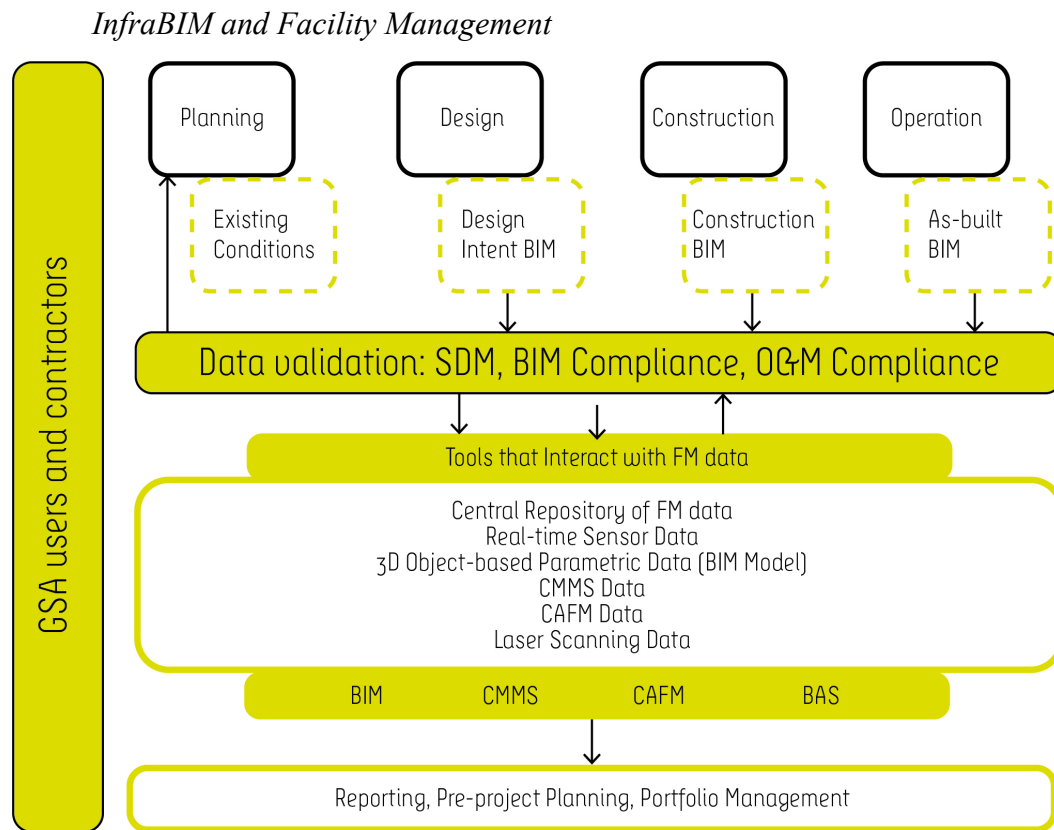 InfraBIM and Facility Management
GSA users and contractors
Planning
Design
Construction
Operation
Existing
Conditions
Design
Intent BIM
Construction
BIM
As-built
BIM
Data validation: SDM, BIM Compliance, O&M Compliance
Tools that Interact with FM data
Central Repository of FM data
Real-time Sensor Data
3D Object-based Parametric Data (BIM Model)
CMMS Data
CAFM Data
Laser Scanning Data
BIM CMMS CAFM BAS
Reporting, Pre-project Planning, Portfolio Management